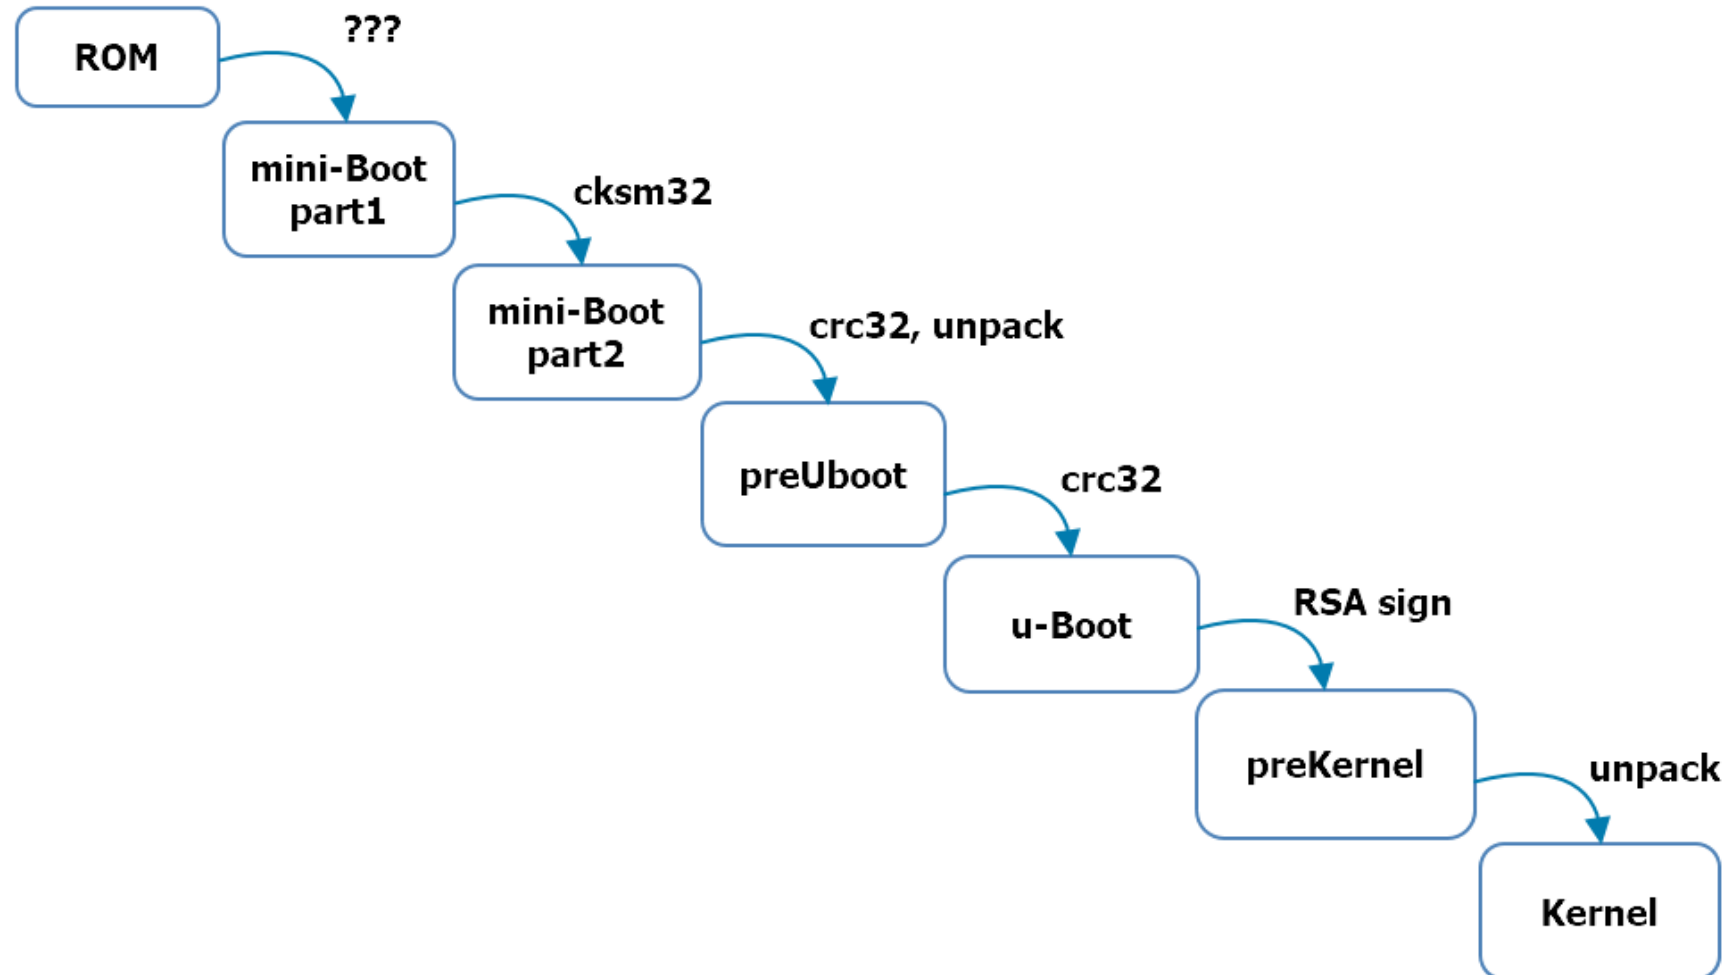 ROM
???
mini-Boot
part1
cksm32
mini-Boot
part2
crc32, unpack
preUboot
crc32
u-Boot
RSA sign
preKernel
unpack
Kernel